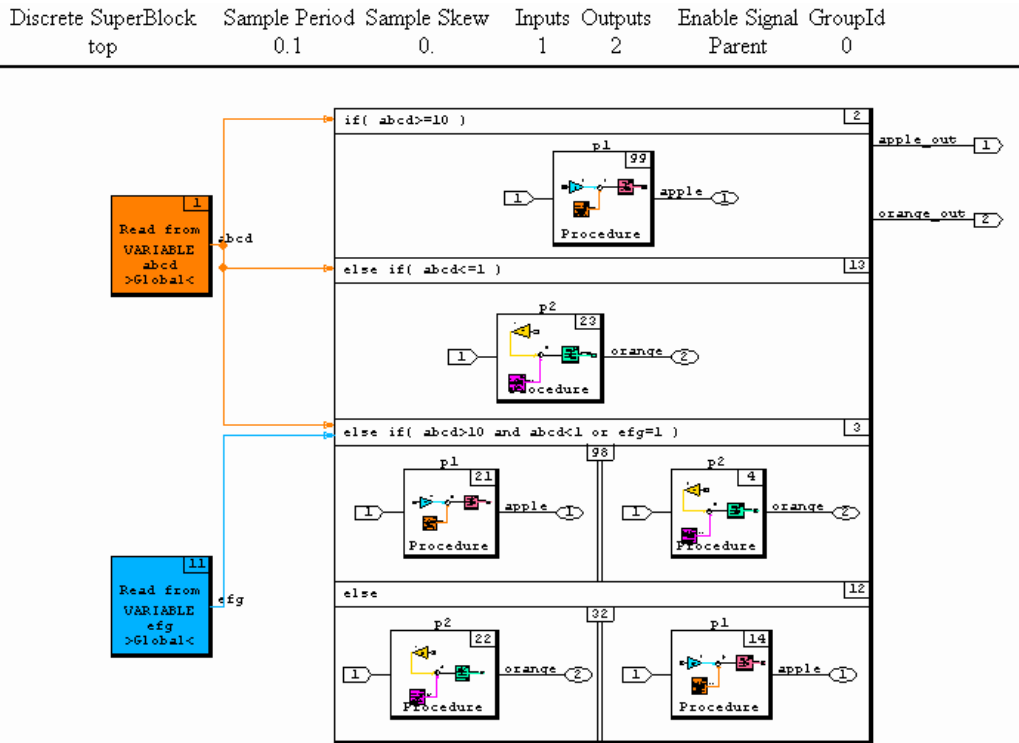 Discrete SuperBlock Sample Period Sample Skew Inputs Outputs Enable Signal GroupId
top 0.1 0. 1 2 Parent 0
if( abcd>=10 ) 2
apple_out 1
p1
99
1 apple 1
Procedure
orange_out 2
1
Read from
VARIABLE
abcd
>Global<
abcd
else if( abcd<=1 ) 13
p2
23
1 orange 2
Procedure
else if( abcd>10 and abcd<1 or efg=1 ) 3
98
p1
21
1 apple 1
Procedure
p2
4
1 orange 2
Procedure
11
Read from
VARIABLE
efg
>Global<
efg
else 12
32
p2
22
1 orange 2
Procedure
p1
14
1 apple 1
Procedure